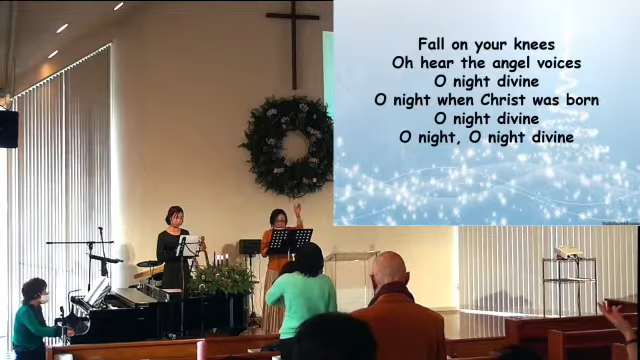 Fall on your knees
Oh hear the angel voices
O night divine
O night when Christ was born
O night divine
O night, O night divine